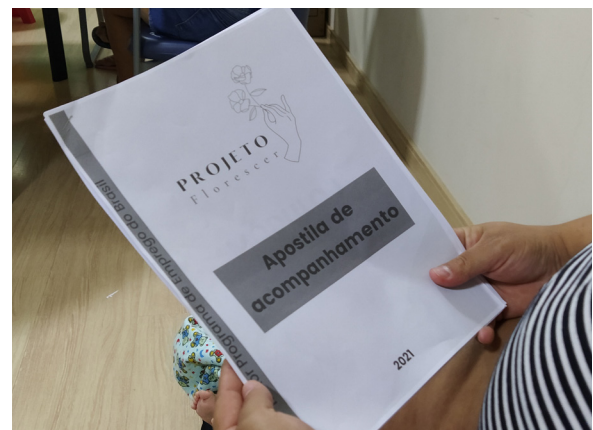 PROJETO
Florescer
Apostila de
acompanhamento
2021
Programa de Emprego do Brasil